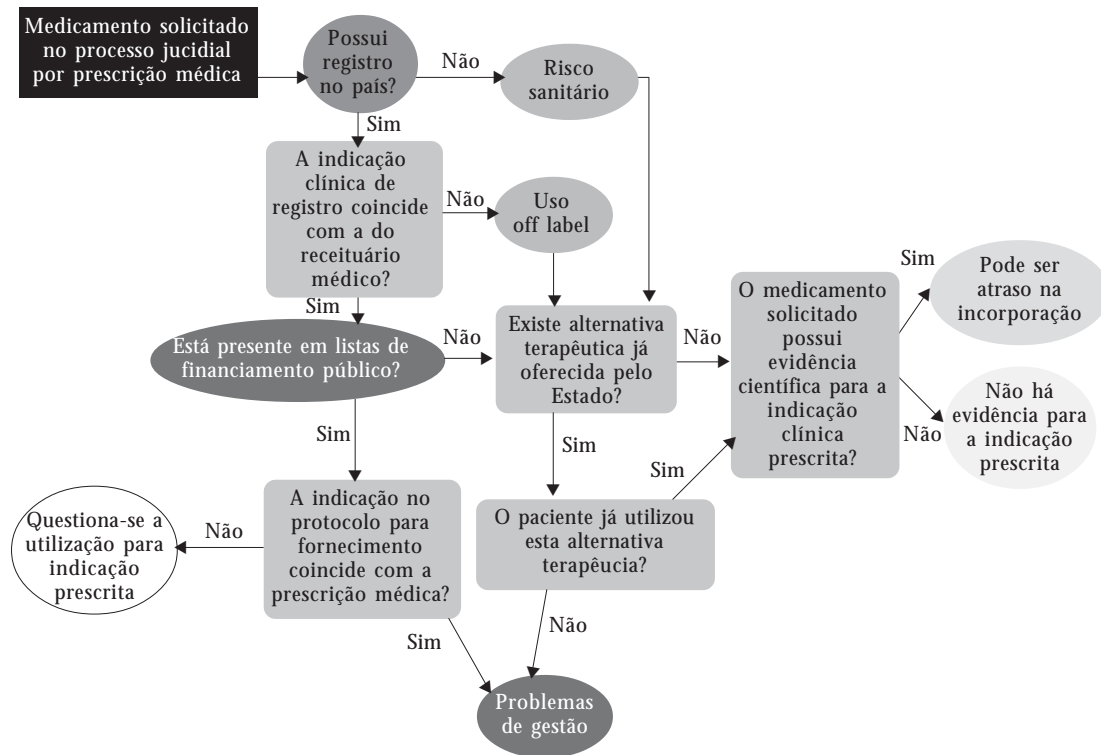 Medicamento solicitado
no processo jucidial
por prescrição médica
Possui
registro
no país?
Não
Risco
sanitário
Sim
A indicação
clínica de
registro coincide
com a do
receituário
médico?
Não
Uso
off label
Sim
Está presente em listas de
financiamento público?
Não
Existe alternativa
terapêutica já
oferecida pelo
Estado?
Não
O medicamento
solicitado
possui
evidência
científica para a
indicação
clínica
prescrita?
Sim
Pode ser
atraso na
incorporação
Não
Não há
evidência para
a indicação
prescrita
Sim
Sim
Sim
A indicação no
protocolo para
fornecimento
coincide com a
prescrição médica?
Não
Questiona-se a
utilização para
indicação
prescrita
O paciente já utilizou
esta alternativa
terapêucia?
Sim
Não
Problemas
de gestão